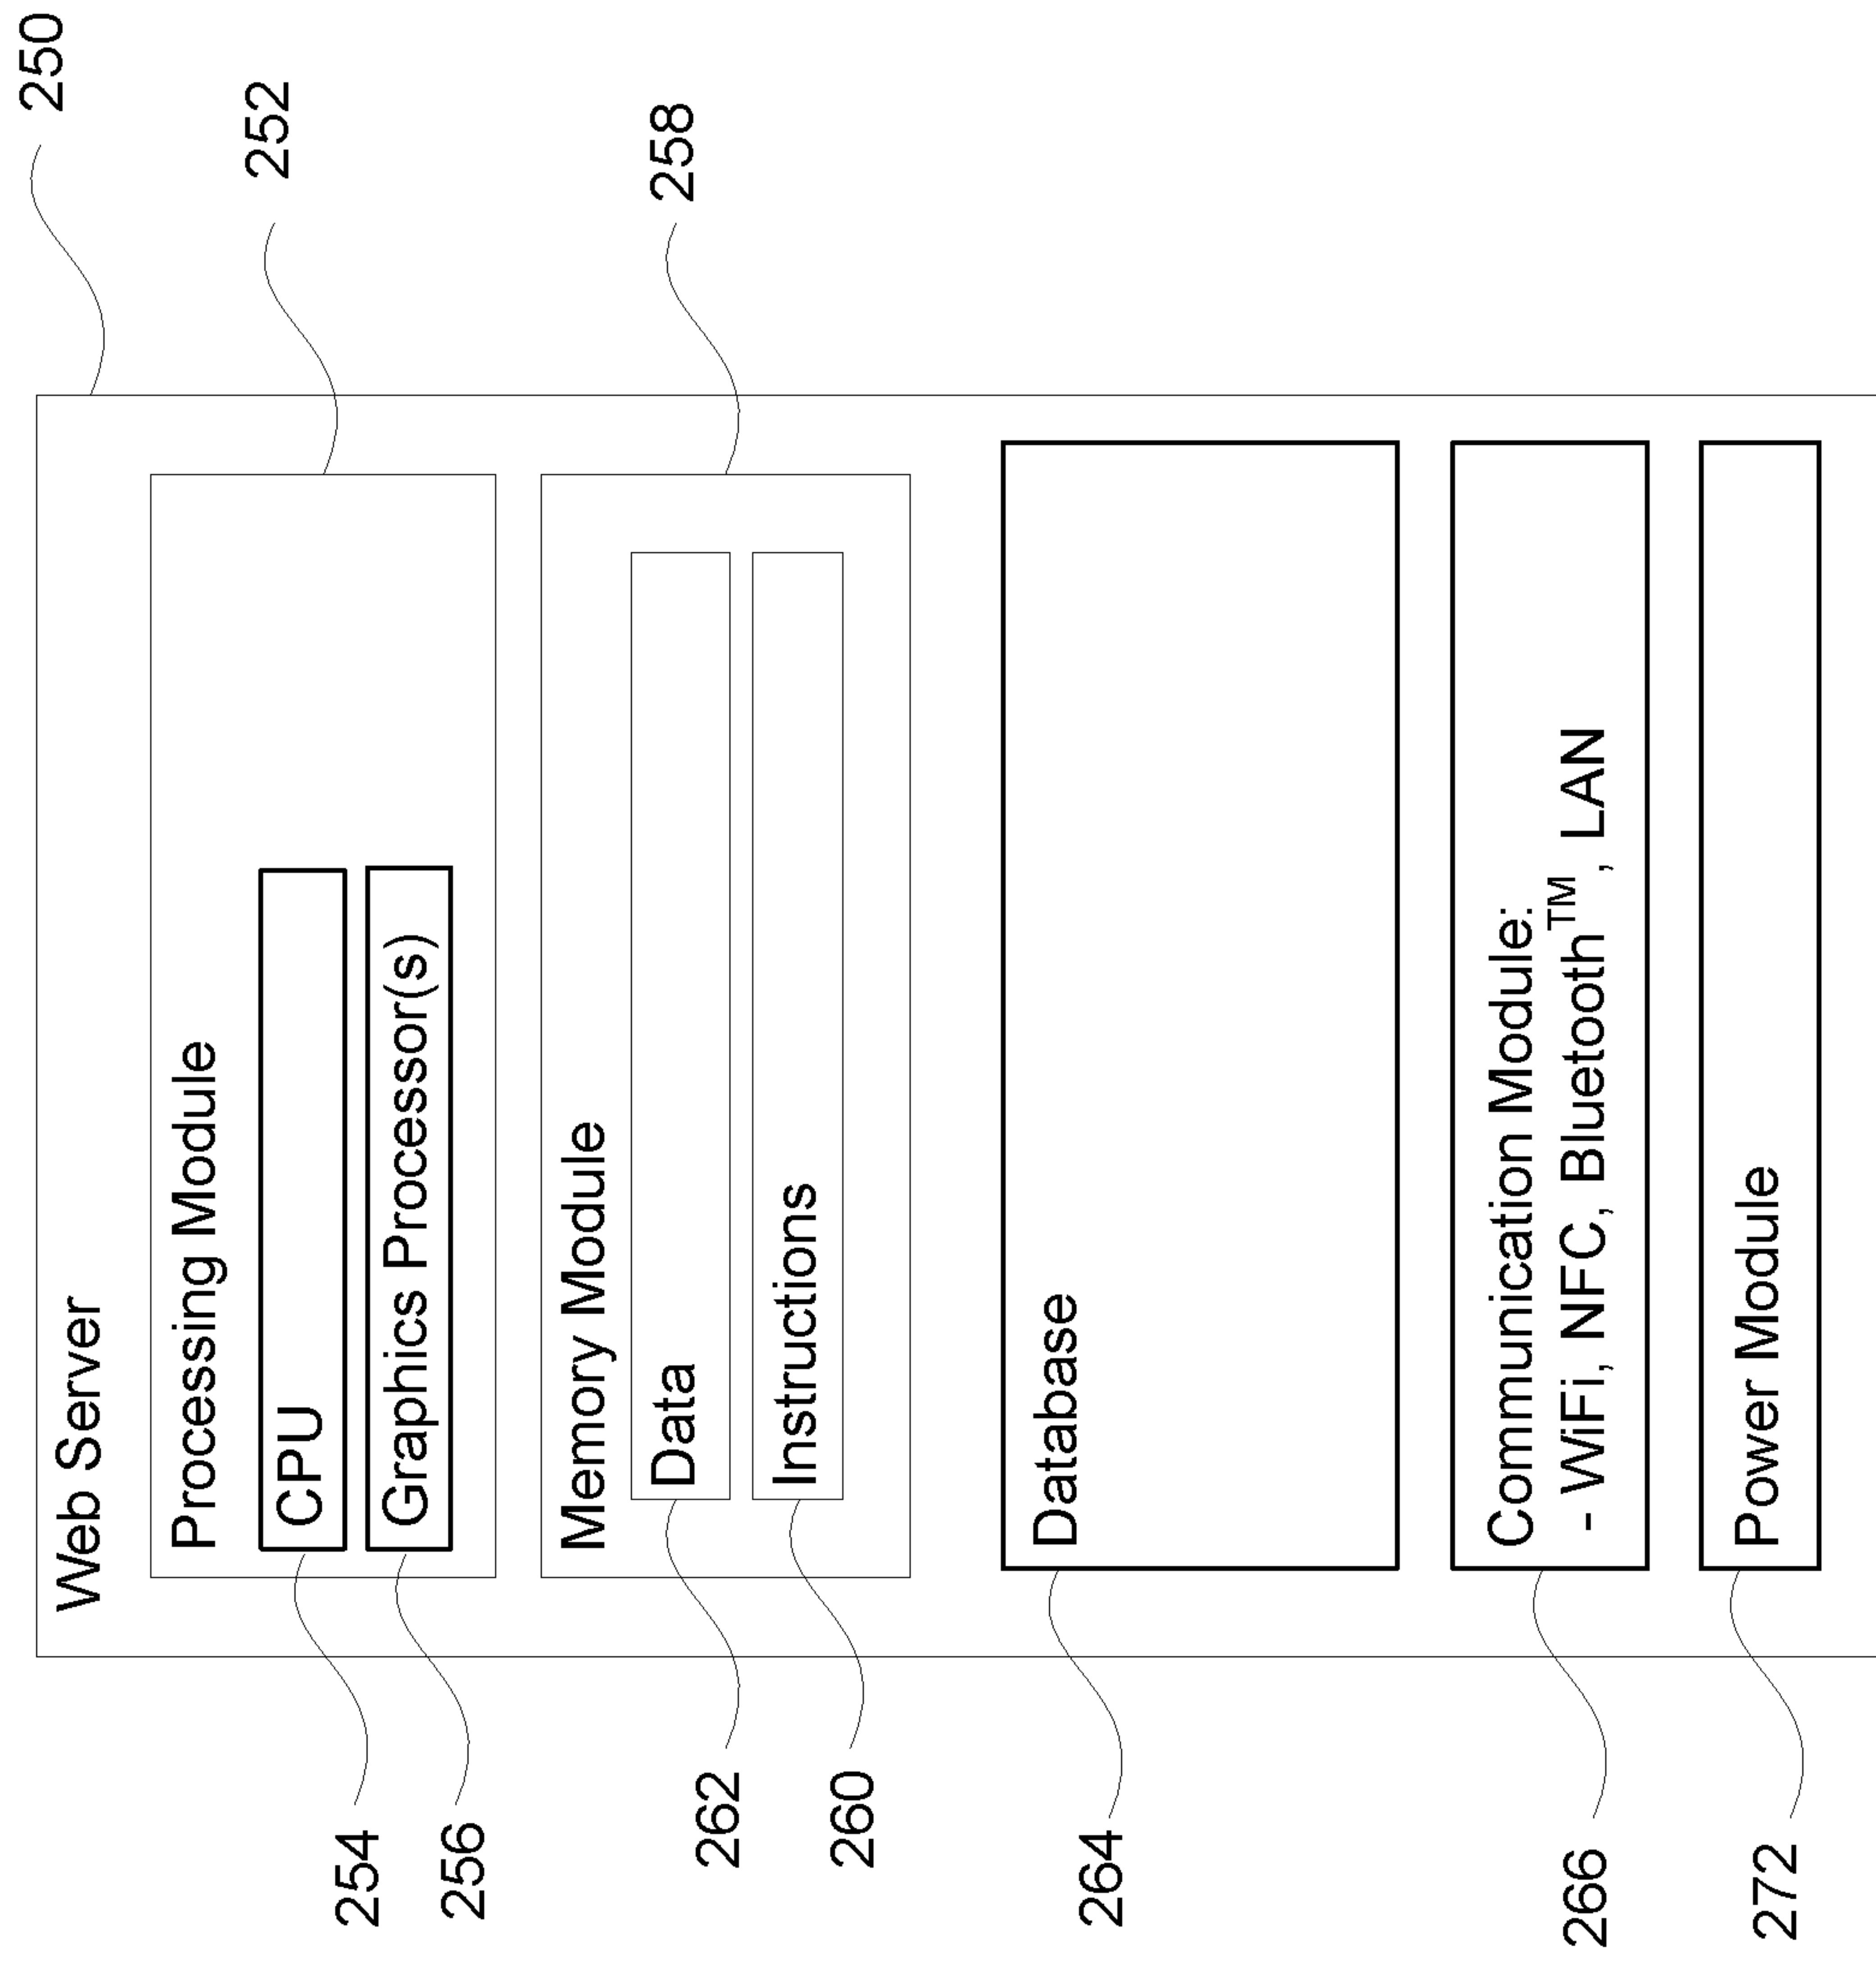 Web Server
250
Processing Module
252
CPU
254
Graphics Processor(s)
256
Memory Module
258
Data
262
Instructions
260
Database
264
Communication Module:
- WiFi, NFC, Bluetooth™, LAN
266
Power Module
272